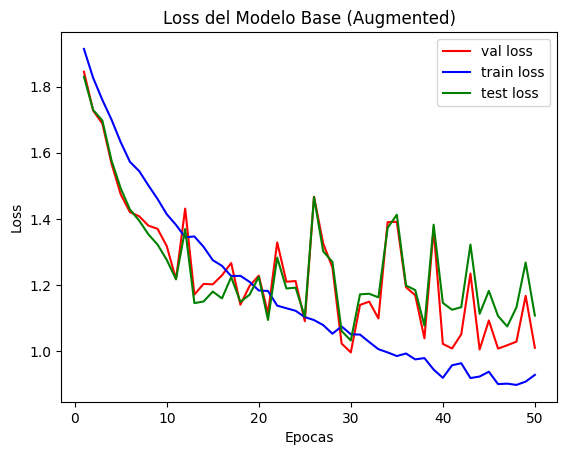 Loss del Modelo Base (Augmented)
val loss
train loss
test loss
1.8
1.6
1.4
1.2
1.0
Loss
0
10
20
30
40
50
Epocas